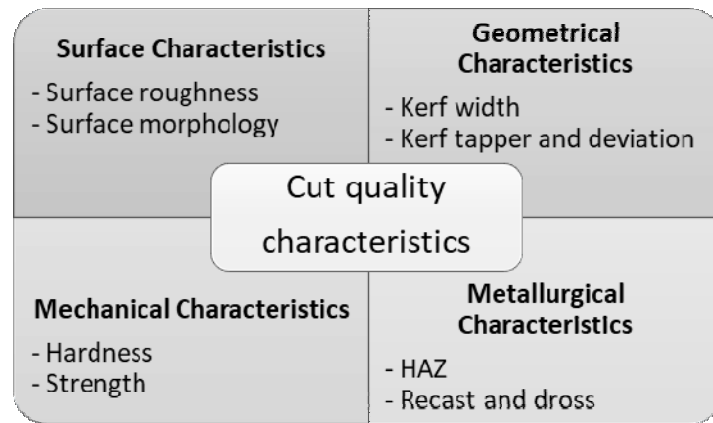 Surface Characteristics
- Surface roughness
- Surface morphology
Geometrical
Characteristics
- Kerf width
- Kerf tapper and deviation
Cut quality
characteristics
Mechanical Characteristics
- Hardness
- Strength
Metallurgical
Characteristics
- HAZ
- Recast and dross